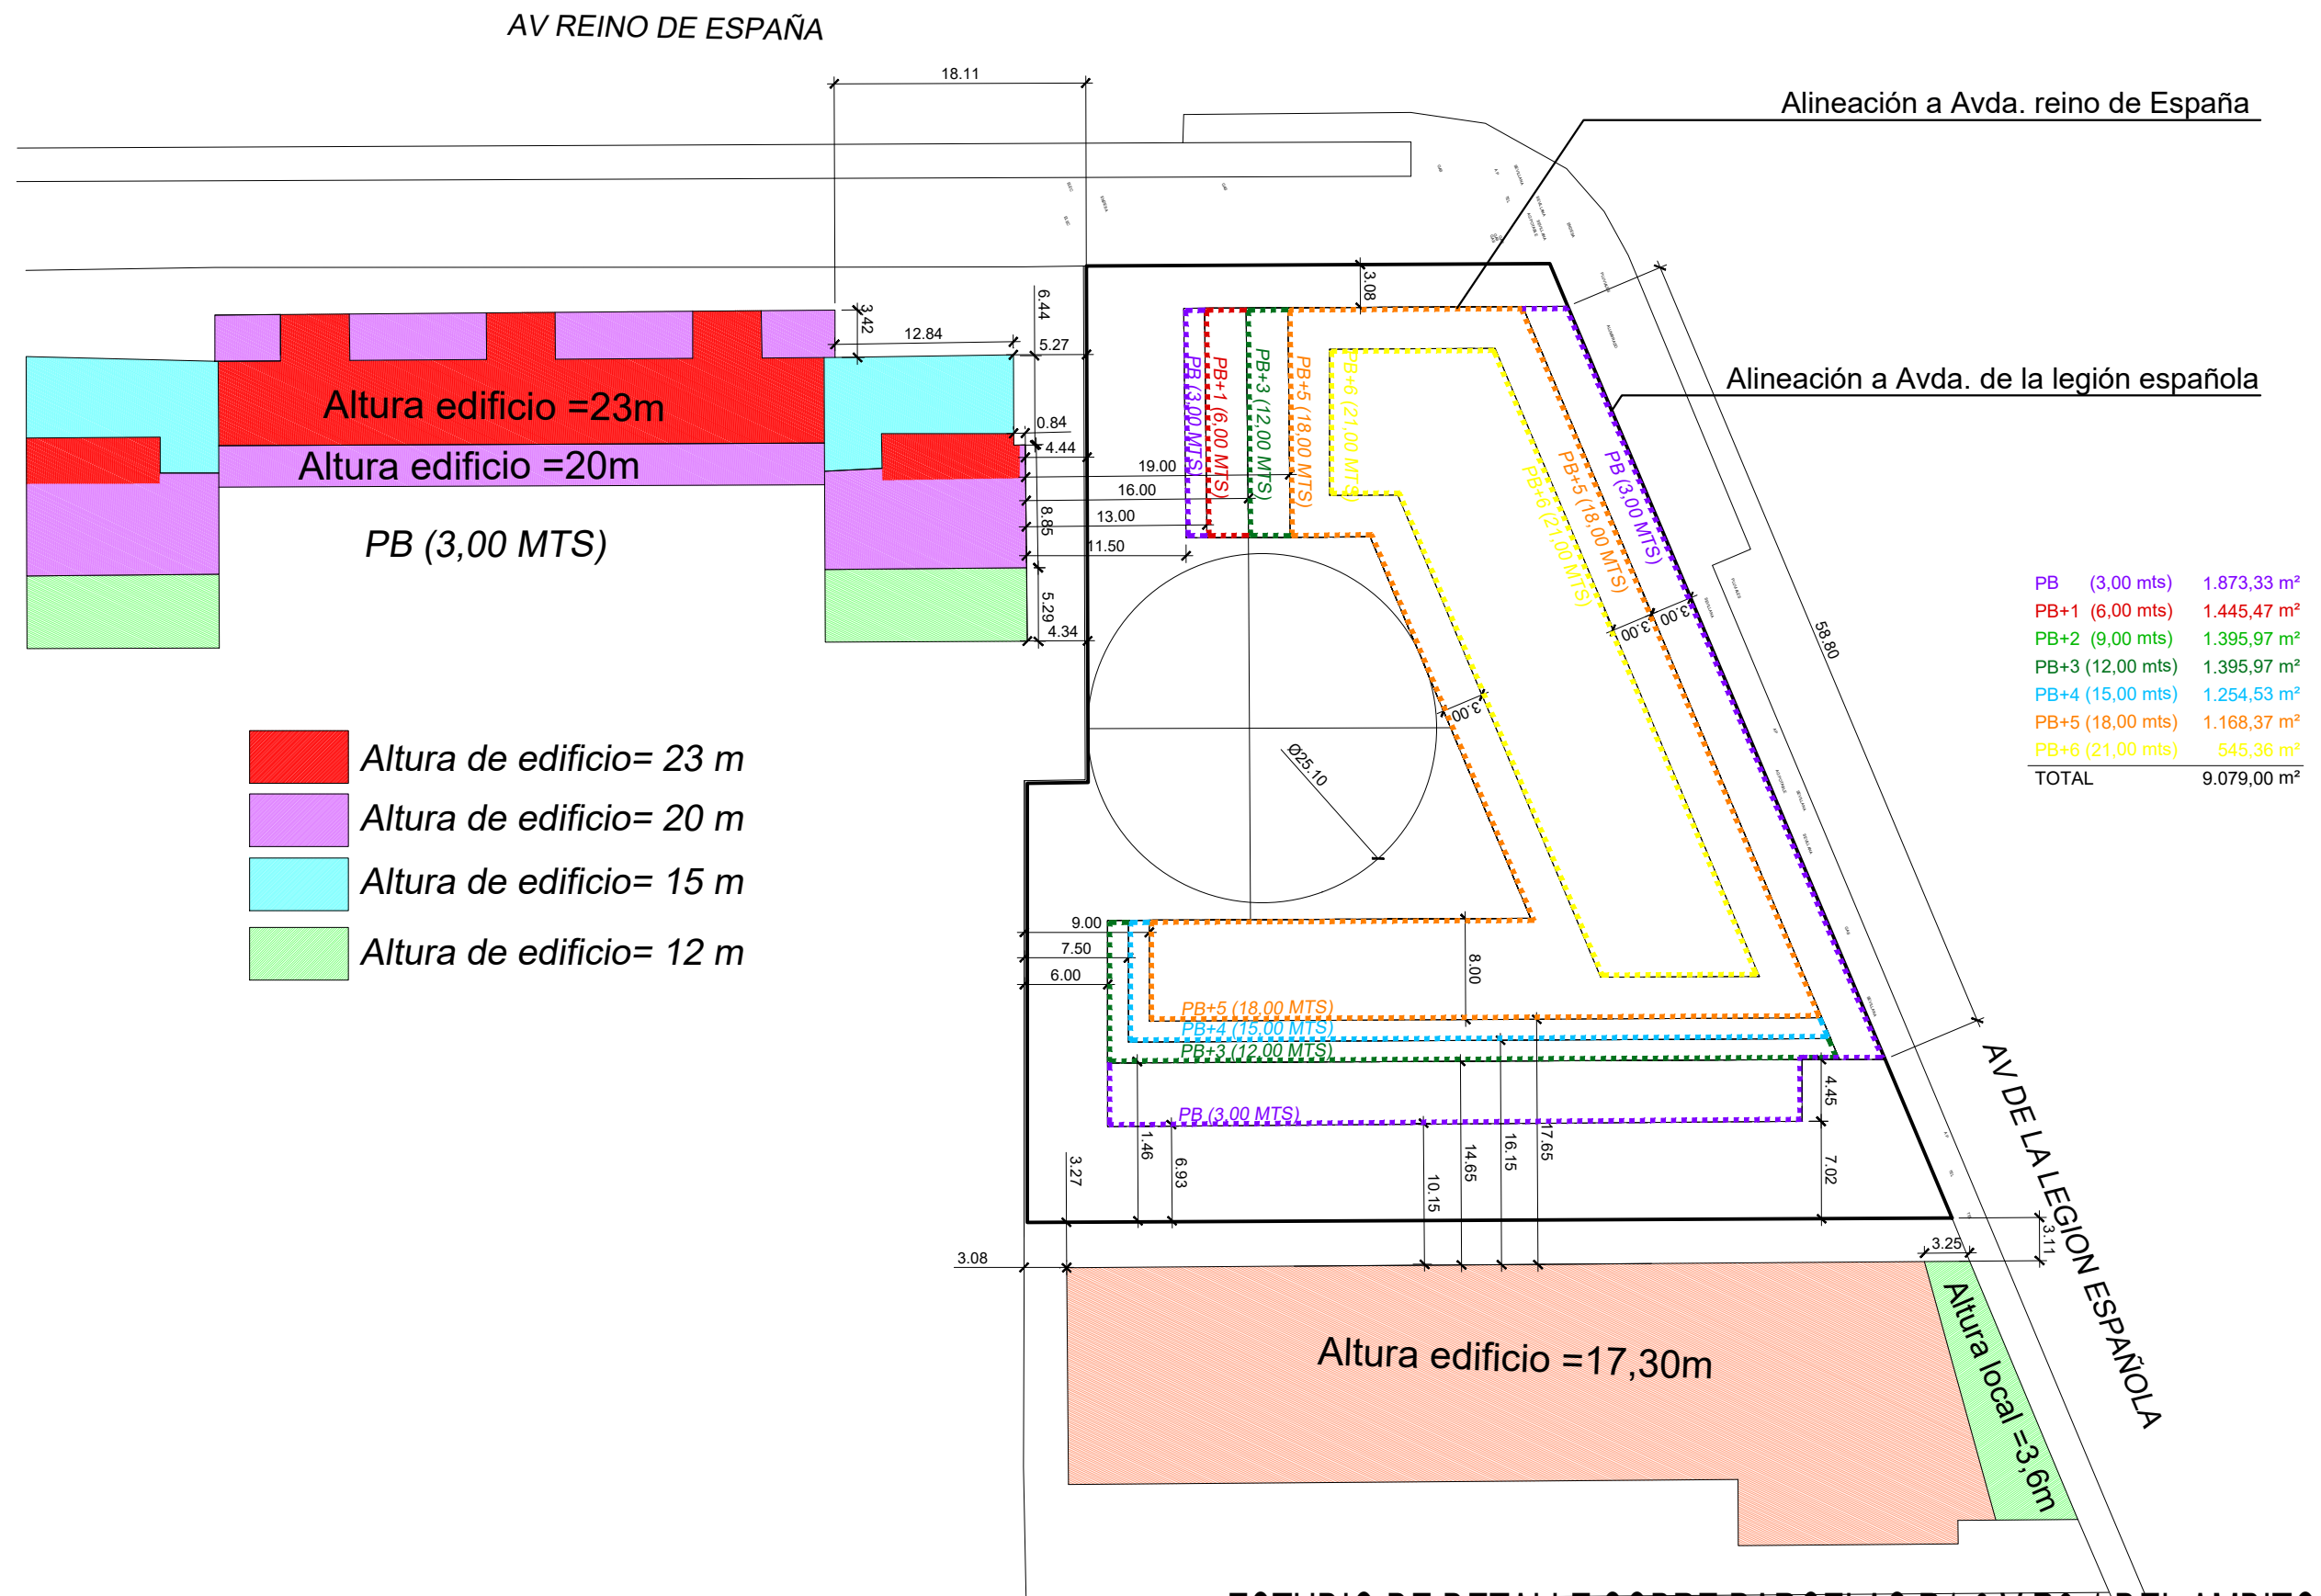 AV REINO DE ESPAÑA
18.11
Alineación a Avda. reino de España
3.08
3.42
12.84
6.44
5.27
Alineación a Avda. de la legión española
Altura edificio =23m
0.84
4.44
Altura edificio =20m
19.00
16.00
8.85
13.00
PB (3,00 MTS)
11.50
5.29
4.34
PB (3,00 MTS)
PB+1 (6,00 MTS)
PB+3 (12,00 MTS)
PB+5 (18,00 MTS)
PB+6 (21,00 MTS)
PB+6 (21,00 MTS)
PB+5 (18,00 MTS)
PB (3,00 MTS)
3.00
3.00
3.00
58.80
PB (3,00 mts) 1.873,33 m²
PB+1 (6,00 mts) 1.445,47 m²
PB+2 (9,00 mts) 1.395,97 m²
PB+3 (12,00 mts) 1.395,97 m²
PB+4 (15,00 mts) 1.254,53 m²
PB+5 (18,00 mts) 1.168,37 m²
PB+6 (21,00 mts) 545,36 m²
TOTAL 9.079,00 m²
Altura de edificio= 23 m
Altura de edificio= 20 m
Altura de edificio= 15 m
Altura de edificio= 12 m
Ø25.10
9.00
7.50
6.00
8.00
PB+5 (18,00 MTS)
PB+4 (15,00 MTS)
PB+3 (12,00 MTS)
PB (3,00 MTS)
4.45
1.46
6.93
10.15
14.65
16.15
17.65
7.02
3.27
3.08
3.25
3.11
AV DE LA LEGION ESPAÑOLA
Altura edificio =17,30m
Altura local =3,6m